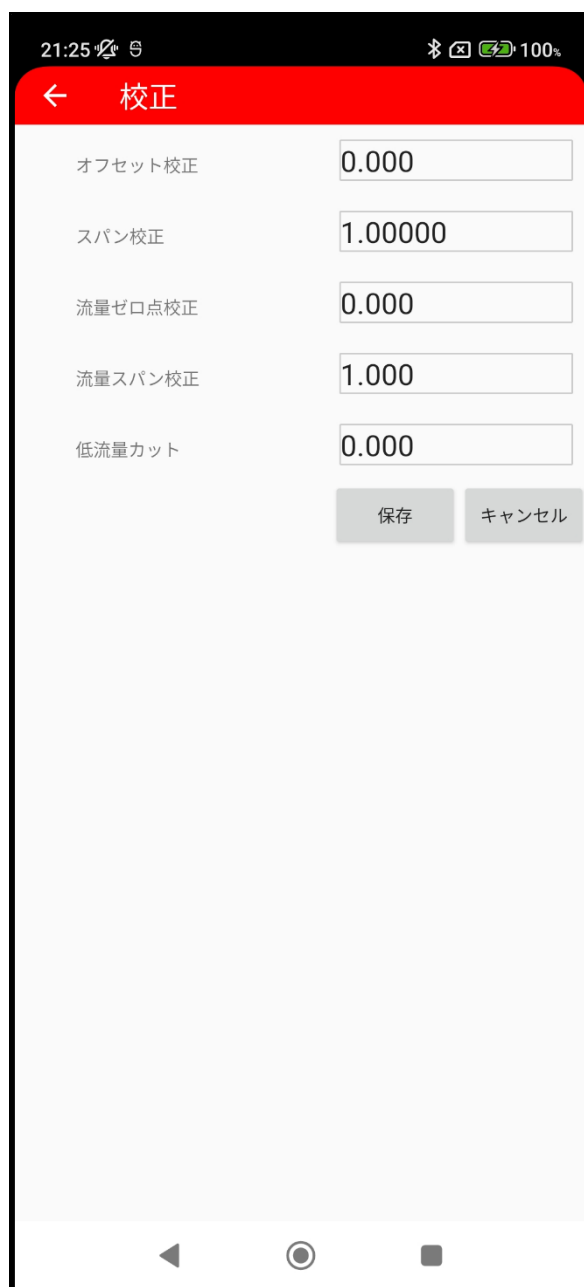 21:25 100%
校正
オフセット校正 0.000
スパン校正 1.00000
流量ゼロ点校正 0.000
流量スパン校正 1.000
低流量カット 0.000
保存 キャンセル